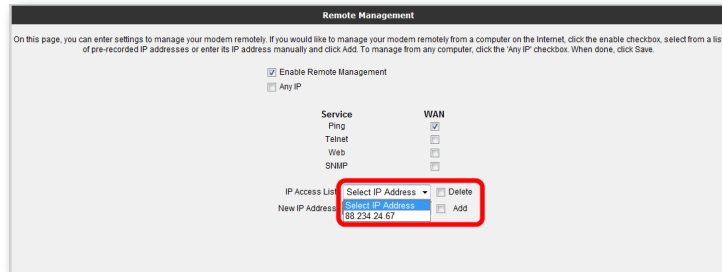 Remote Management
On this page, you can enter settings to manage your modem remotely. If you would like to manage your modem remotely from a computer on the Internet, click the enable checkbox, select from a lis
of pre-recorded IP addresses or enter its IP address manually and click Add. To manage from any computer, click the 'Any IP' checkbox. When done, click Save.
Enable Remote Management
Any IP
Service WAN
Ping
Telnet
Web
SNMP
IP Access List Select IP Address Delete
New IP Address Select IP Address Add
88.234.24.67